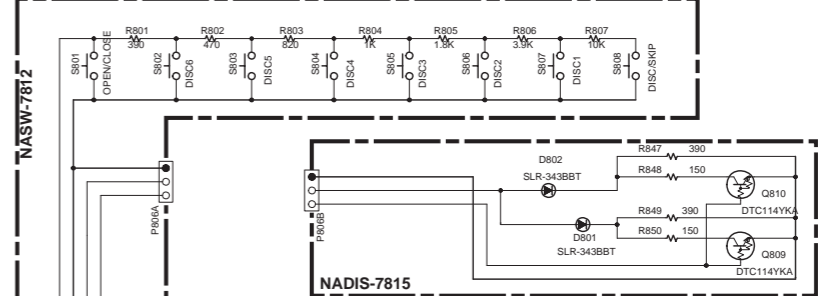 R801 R802 R803 R804 R805 R806 R807
390 470 820 1K 1.8K 3.9K 10K
S801 OPEN/CLOSE
S802 DISC6
S803 DISC5
S804 DISC4
S805 DISC3
S806 DISC2
S807 DISC1
S808 DISC/SKIP
NASW-7812
P806A
P806B
D802
SLR-343BBT
R847 390
R848 150
Q810
DTC114YKA
R849 390
R850 150
D801
SLR-343BBT
Q809
DTC114YKA
NADIS-7815